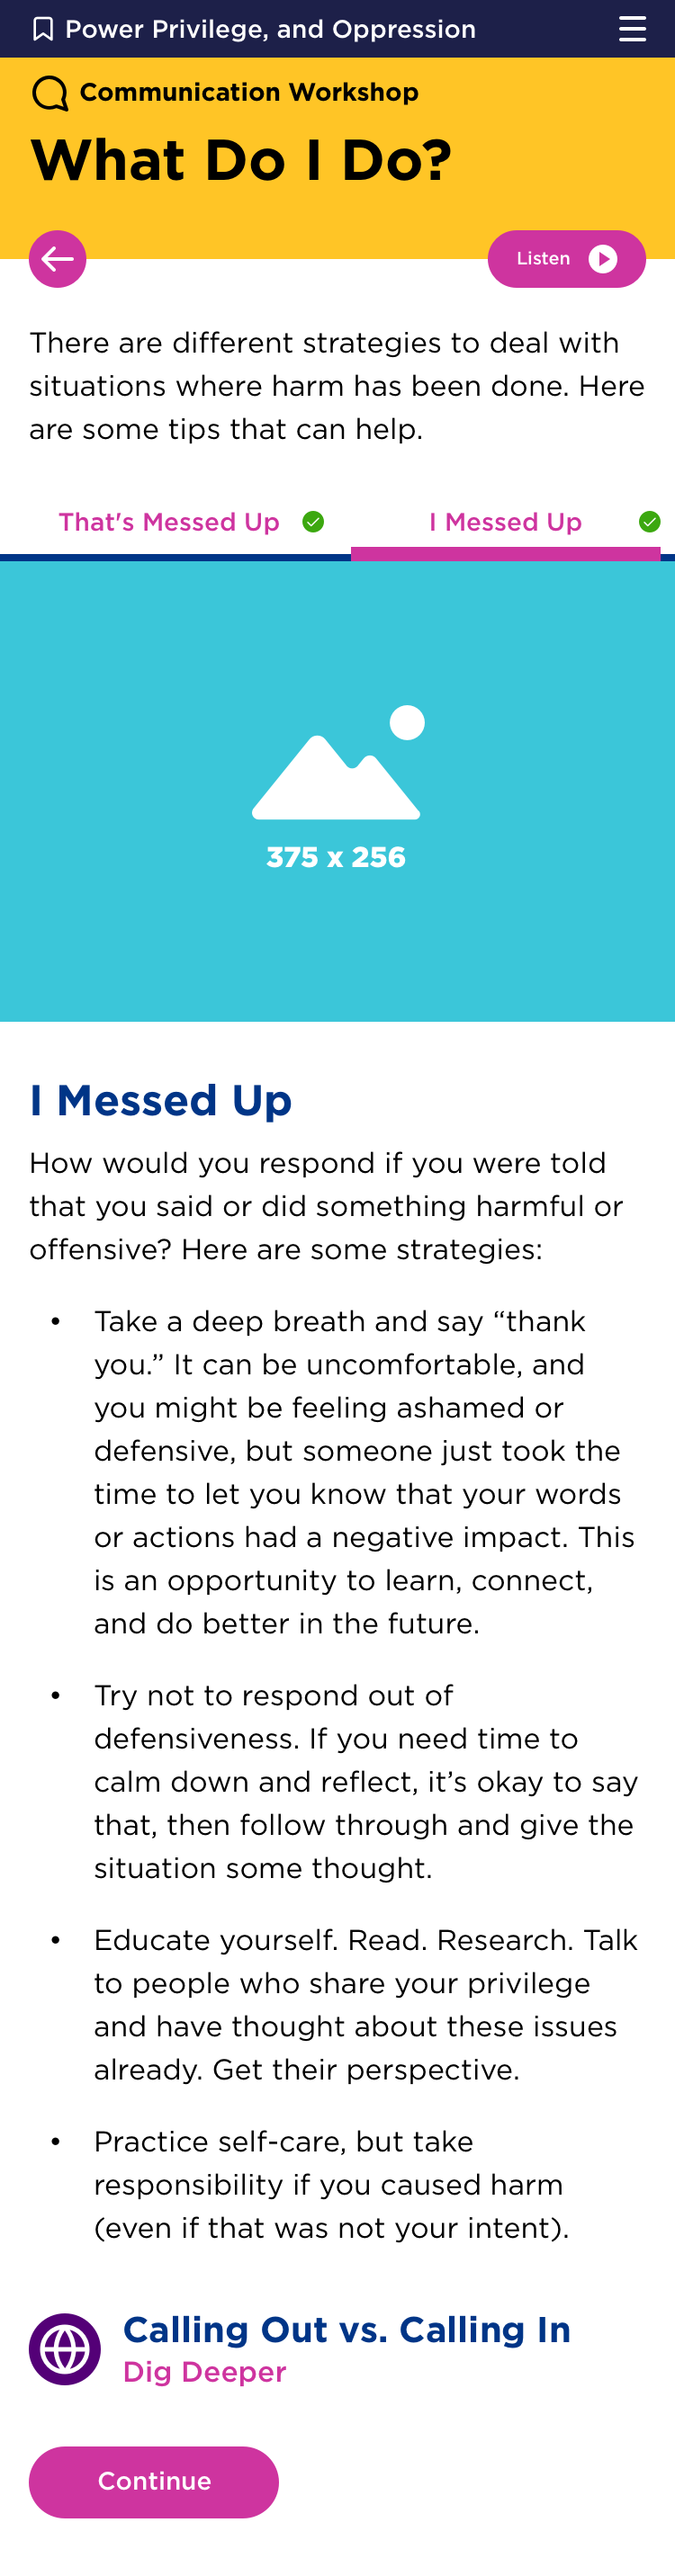 Power Privilege, and Oppression
Communication Workshop
What Do I Do?
Listen
There are different strategies to deal with
situations where harm has been done. Here
are some tips that can help.
That's Messed Up
I Messed Up
375 x 256
I Messed Up
How would you respond if you were told
that you said or did something harmful or
offensive? Here are some strategies:
• Take a deep breath and say “thank
you.” It can be uncomfortable, and
you might be feeling ashamed or
defensive, but someone just took the
time to let you know that your words
or actions had a negative impact. This
is an opportunity to learn, connect,
and do better in the future.
• Try not to respond out of
defensiveness. If you need time to
calm down and reflect, it’s okay to say
that, then follow through and give the
situation some thought.
• Educate yourself. Read. Research. Talk
to people who share your privilege
and have thought about these issues
already. Get their perspective.
• Practice self-care, but take
responsibility if you caused harm
(even if that was not your intent).
Calling Out vs. Calling In
Dig Deeper
Continue